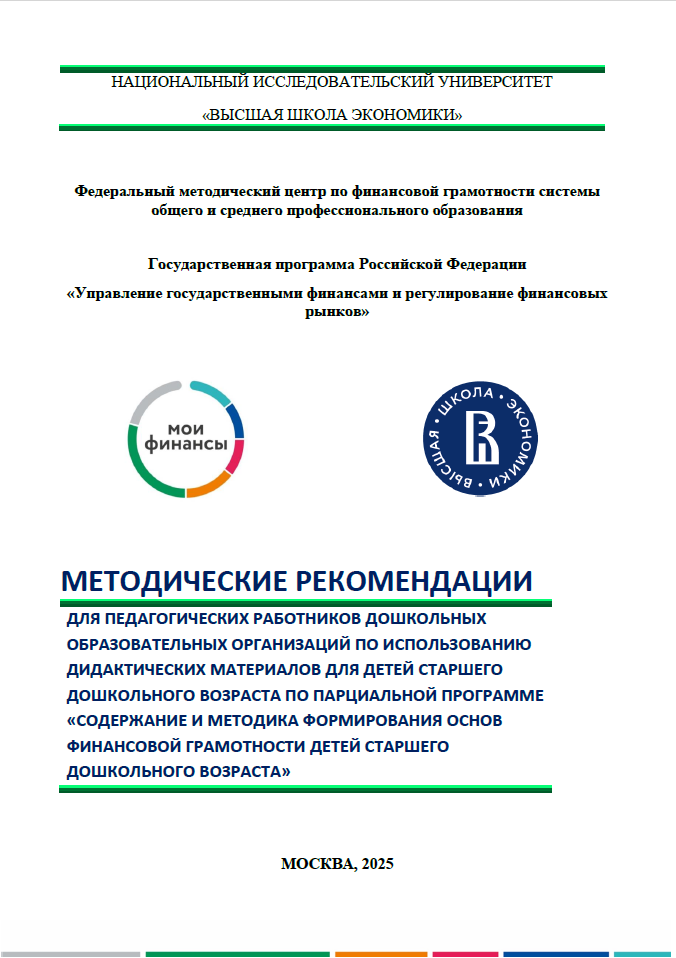 НАЦИОНАЛЬНЫЙ ИССЛЕДОВАТЕЛЬСКИЙ УНИВЕРСИТЕТ
«ВЫСШАЯ ШКОЛА ЭКОНОМИКИ»
Федеральный методический центр по финансовой грамотности системы
общего и среднего профессионального образования
Государственная программа Российской Федерации
«Управление государственными финансами и регулирование финансовых
рынков»
мои
финансы
ВЫСШАЯ • ШКОЛА • ЭКОНОМИКИ •
МЕТОДИЧЕСКИЕ РЕКОМЕНДАЦИИ
ДЛЯ ПЕДАГОГИЧЕСКИХ РАБОТНИКОВ ДОШКОЛЬНЫХ
ОБРАЗОВАТЕЛЬНЫХ ОРГАНИЗАЦИЙ ПО ИСПОЛЬЗОВАНИЮ
ДИДАКТИЧЕСКИХ МАТЕРИАЛОВ ДЛЯ ДЕТЕЙ СТАРШЕГО
ДОШКОЛЬНОГО ВОЗРАСТА ПО ПАРЦИАЛЬНОЙ ПРОГРАММЕ
«СОДЕРЖАНИЕ И МЕТОДИКА ФОРМИРОВАНИЯ ОСНОВ
ФИНАНСОВОЙ ГРАМОТНОСТИ ДЕТЕЙ СТАРШЕГО
ДОШКОЛЬНОГО ВОЗРАСТА»
МОСКВА, 2025